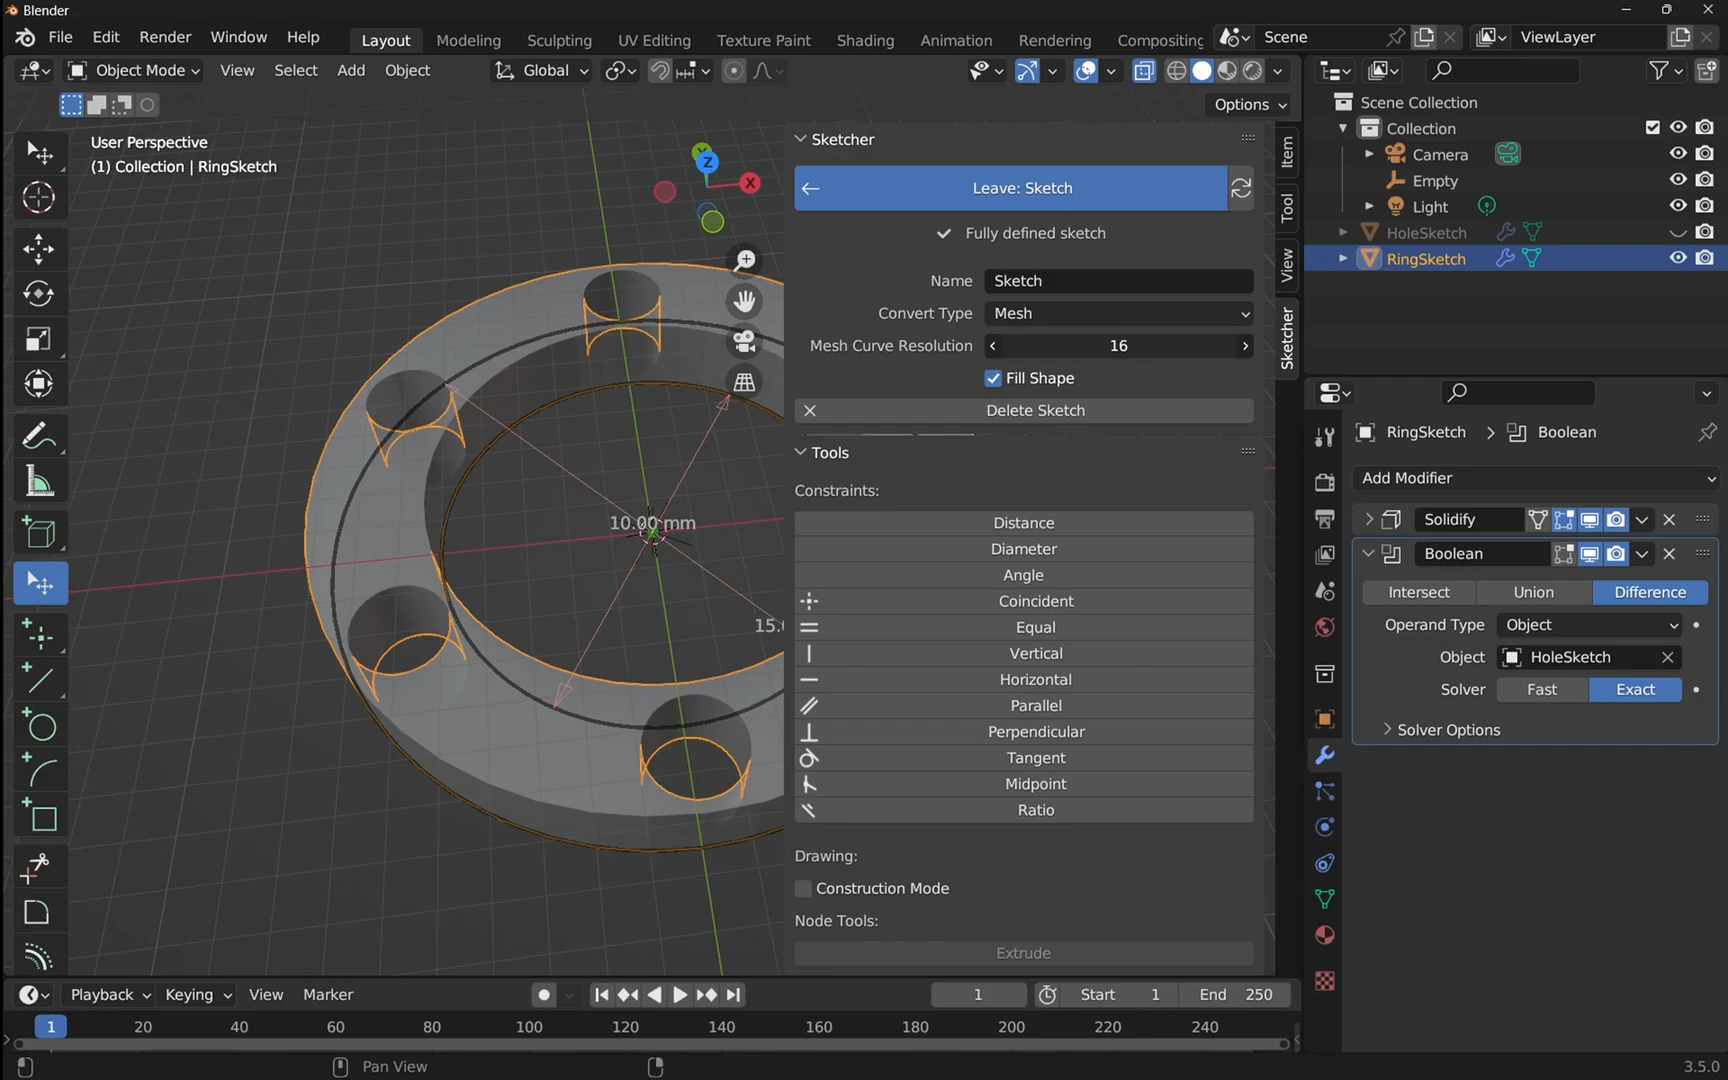 Blender
File Edit Render Window Help
Layout Modeling Sculpting UV Editing Texture Paint Shading Animation Rendering Compositing
Scene
ViewLayer
Object Mode View Select Add Object
Global
Options
User Perspective
(1) Collection | RingSketch
Y
Z
X
10.00 mm
15.
Sketcher
Leave: Sketch
Fully defined sketch
Name Sketch
Convert Type Mesh
Mesh Curve Resolution 16
Fill Shape
Delete Sketch
Tools
Constraints:
Distance
Diameter
Angle
Coincident
Equal
Vertical
Horizontal
Parallel
Perpendicular
Tangent
Midpoint
Ratio
Drawing:
Construction Mode
Node Tools:
Extrude
Item
Tool
View
Sketcher
Scene Collection
Collection
Camera
Empty
Light
HoleSketch
RingSketch
RingSketch > Boolean
Add Modifier
Solidify
Boolean
Intersect Union Difference
Operand Type Object
Object HoleSketch
Solver Fast Exact
Solver Options
Playback Keying View Marker
1 Start 1 End 250
1 20 40 60 80 100 120 140 160 180 200 220 240
Pan View
3.5.0